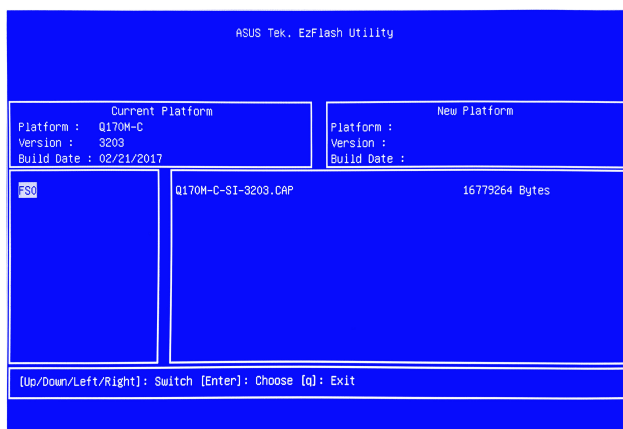 ASUS Tek. EzFlash Utility
Current Platform
Platform : Q170M-C
Version : 3203
Build Date : 02/21/2017
New Platform
Platform :
Version :
Build Date :
FS0
Q170M-C-SI-3203.CAP 16779264 Bytes
[Up/Down/Left/Right]: Switch [Enter]: Choose [q]: Exit